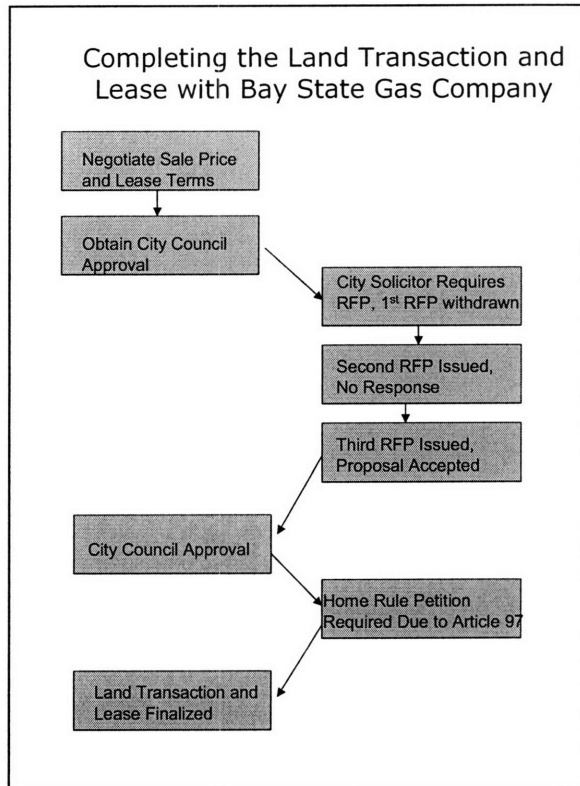 Completing the Land Transaction and
Lease with Bay State Gas Company
Negotiate Sale Price
and Lease Terms
Obtain City Council
Approval
City Solicitor Requires
RFP, 1st RFP withdrawn
Second RFP Issued,
No Response
Third RFP Issued,
Proposal Accepted
City Council Approval
Home Rule Petition
Required Due to Article 97
Land Transaction and
Lease Finalized